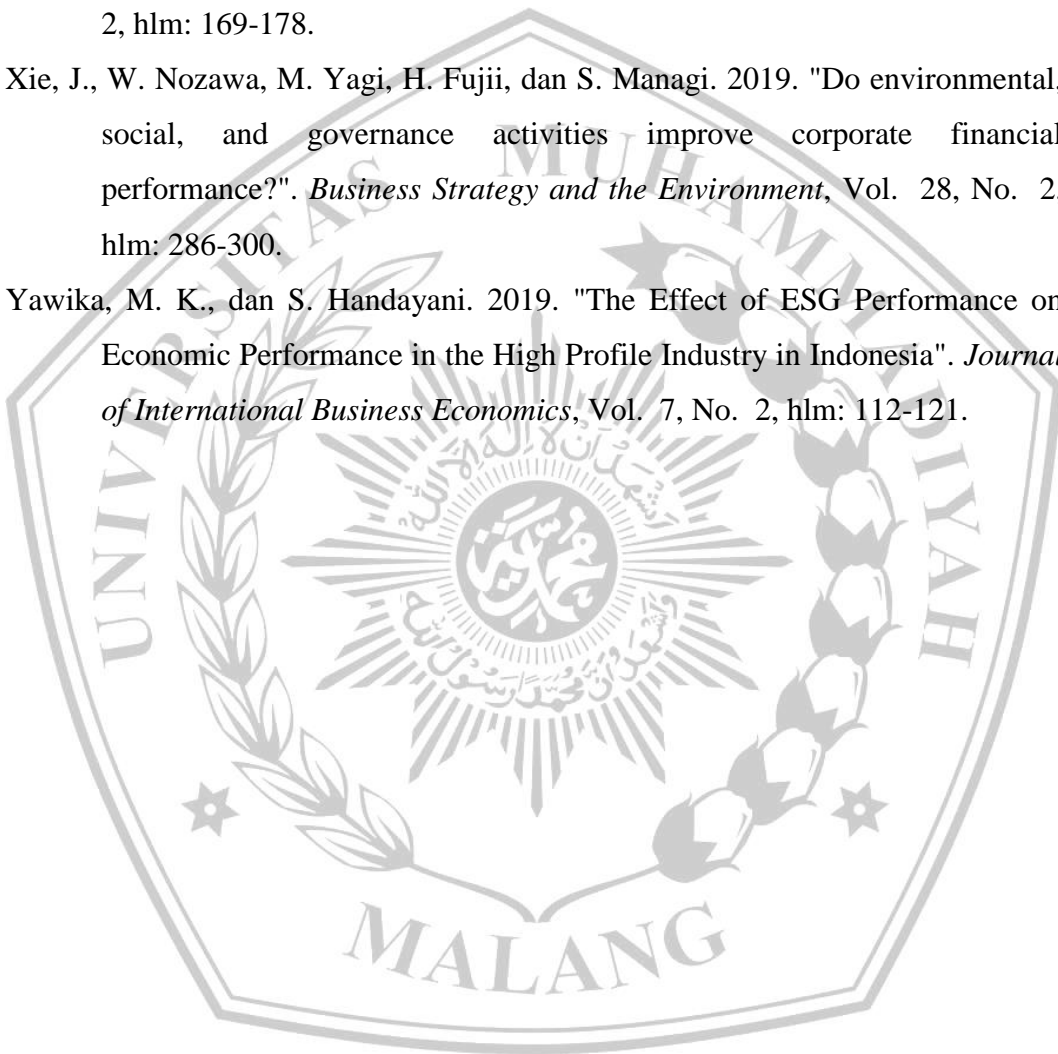 2, hlm: 169-178.
Xie, J., W. Nozawa, M. Yagi, H. Fujii, dan S. Managi. 2019. "Do environmental,
social, and governance activities improve corporate financial
performance?". Business Strategy and the Environment, Vol. 28, No. 2,
hlm: 286-300.
Yawika, M. K., dan S. Handayani. 2019. "The Effect of ESG Performance on
Economic Performance in the High Profile Industry in Indonesia". Journal
of International Business Economics, Vol. 7, No. 2, hlm: 112-121.
UNIVERSITAS MUHAMMADIYAH
MALANG